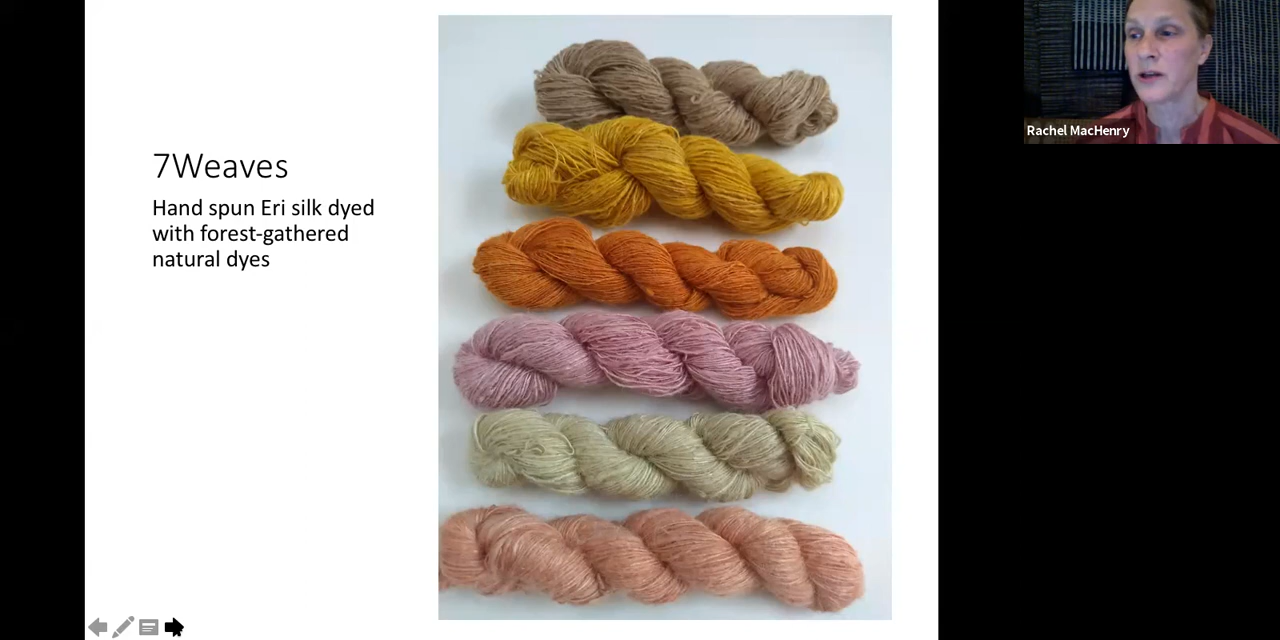 7Weaves
Hand spun Eri silk dyed
with forest-gathered
natural dyes
Rachel MacHenry